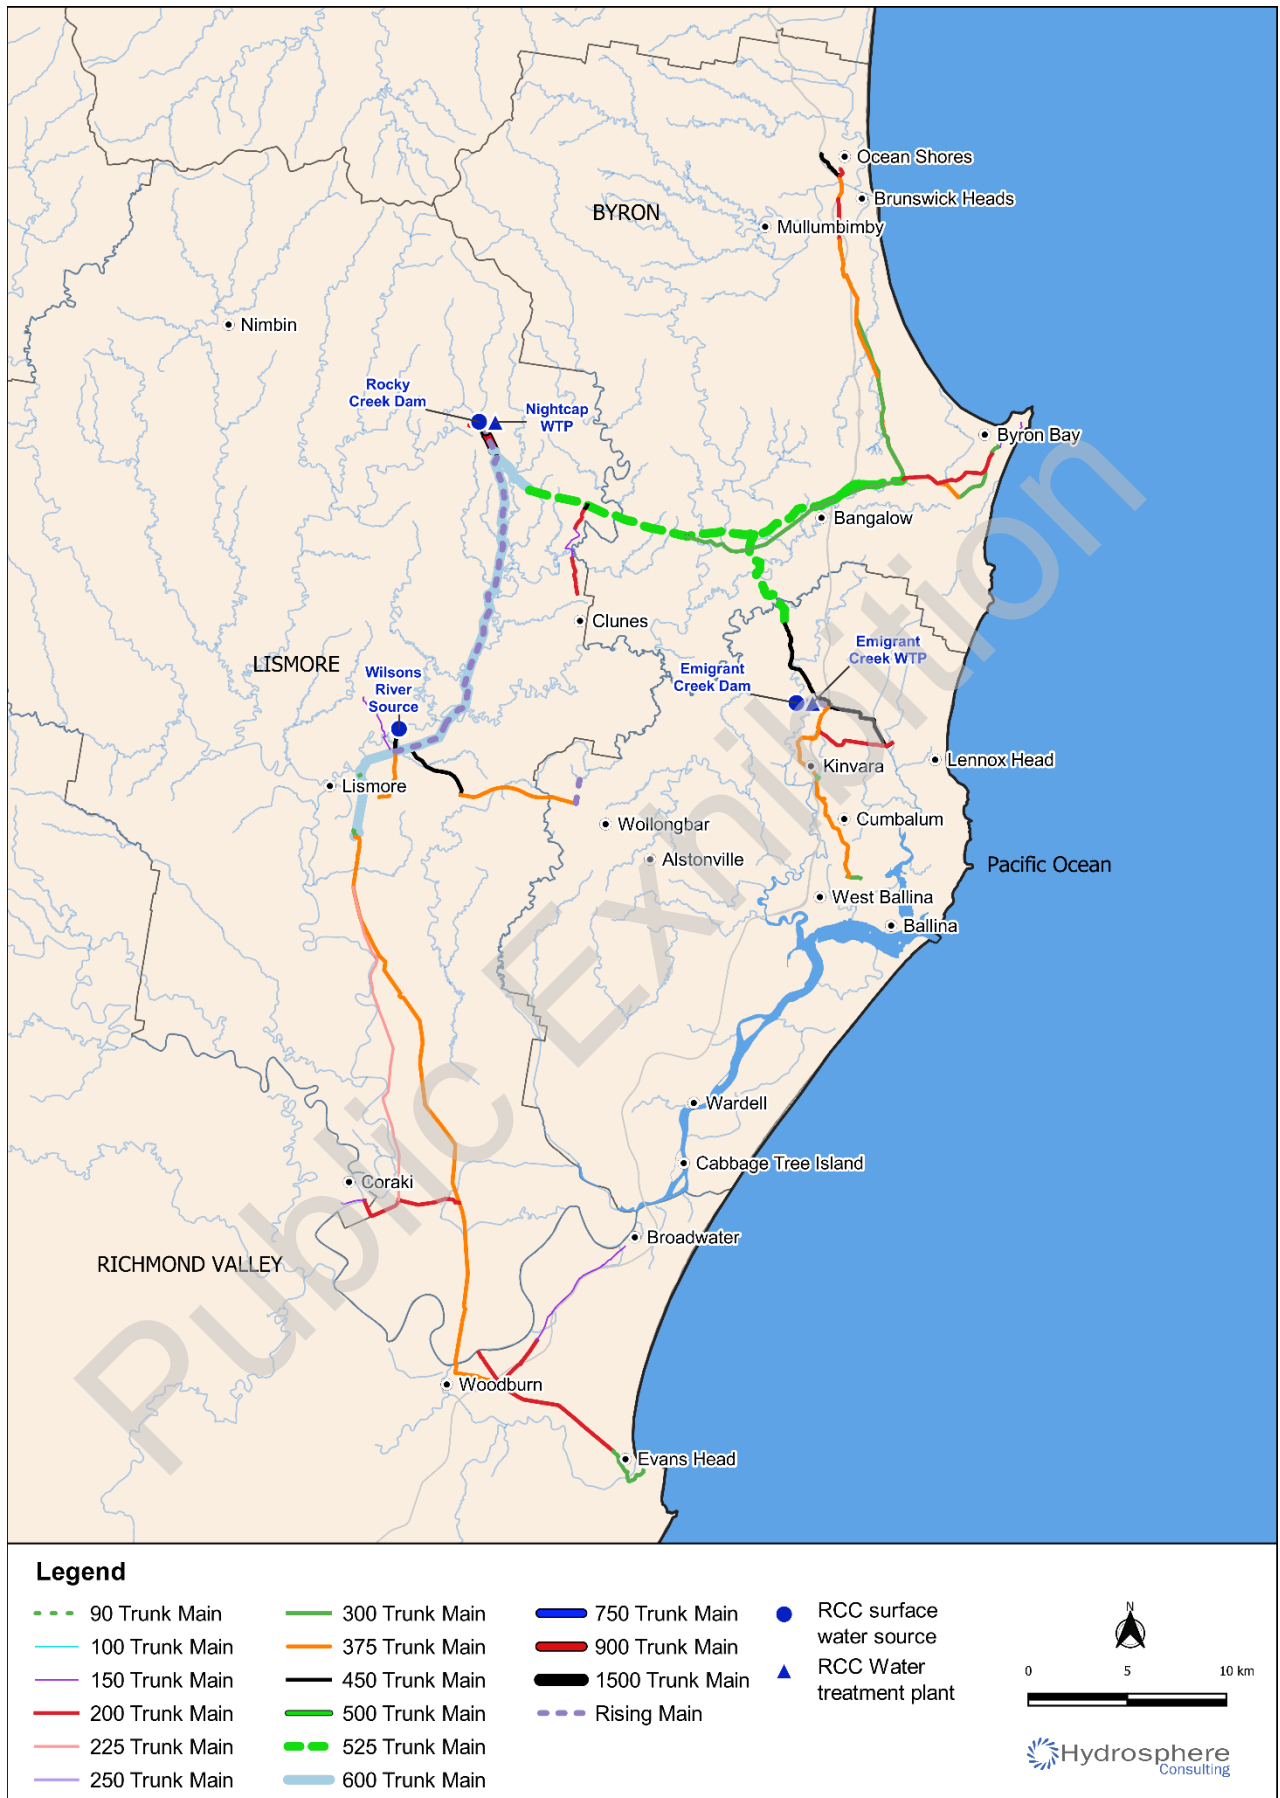 Ocean Shores
Brunswick Heads
BYRON
Mullumbimby
Nimbin
Rocky
Creek Dam
Nightcap
WTP
Byron Bay
Bangalow
Clunes
LISMORE
Wilsons
River
Source
Emigrant
Creek WTP
Emigrant
Creek Dam
Lennox Head
Kinvara
Lismore
Wollongbar
Cumbalum
Alstonville
Pacific Ocean
West Ballina
Ballina
Wardell
Cabbage Tree Island
Coraki
Broadwater
RICHMOND VALLEY
Woodburn
Evans Head
Public Exhibition
Legend
90 Trunk Main
100 Trunk Main
150 Trunk Main
200 Trunk Main
225 Trunk Main
250 Trunk Main
300 Trunk Main
375 Trunk Main
450 Trunk Main
500 Trunk Main
525 Trunk Main
600 Trunk Main
750 Trunk Main
900 Trunk Main
1500 Trunk Main
Rising Main
RCC surface
water source
RCC Water
treatment plant
N
0 5 10 km
Hydrosphere
Consulting